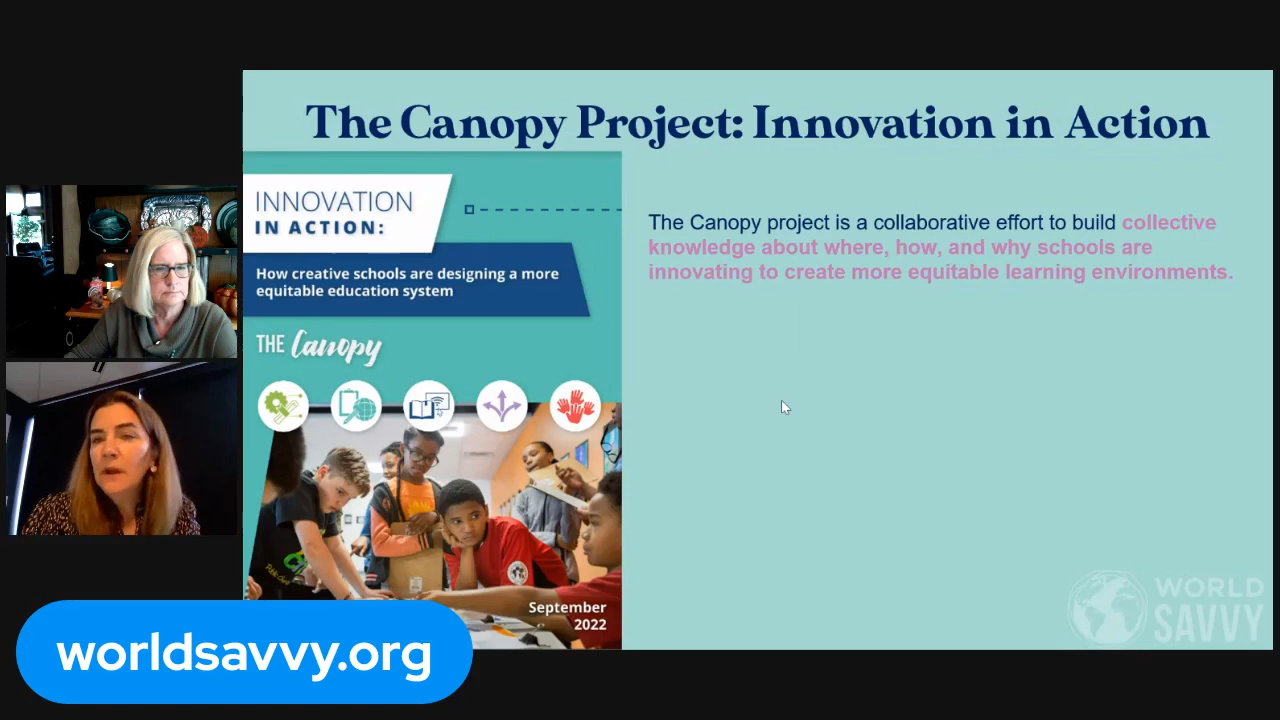 The Canopy Project: Innovation in Action
INNOVATION
IN ACTION:
How creative schools are designing a more
equitable education system
THE Canopy
September
2022
The Canopy project is a collaborative effort to build collective
knowledge about where, how, and why schools are
innovating to create more equitable learning environments.
WORLD
SAVVY
worldsavvy.org